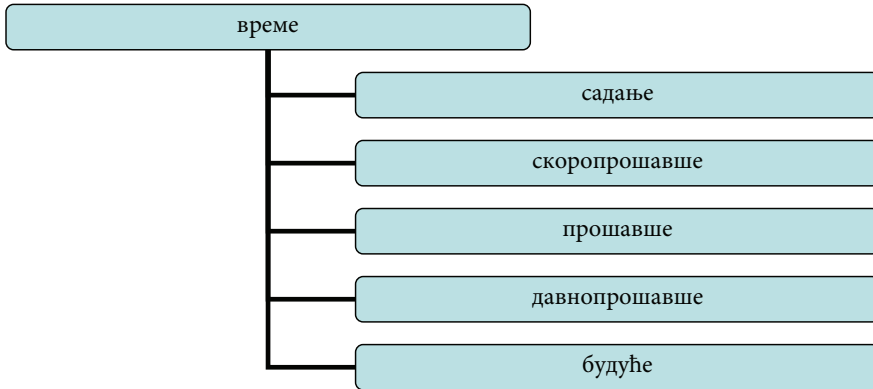 време
садање
скоропрошавше
прошавше
давнопрошавше
будуће